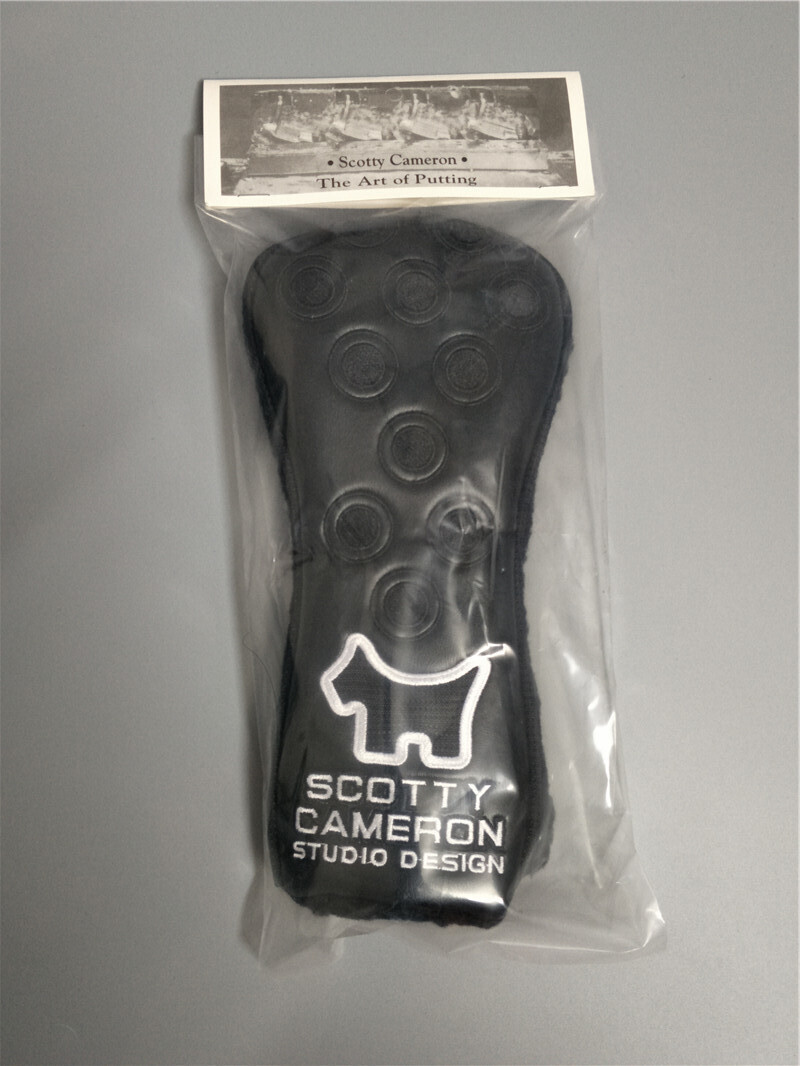 • Scotty Cameron •
The Art of Putting
SCOTTY
CAMERON
STUDIO DESIGN